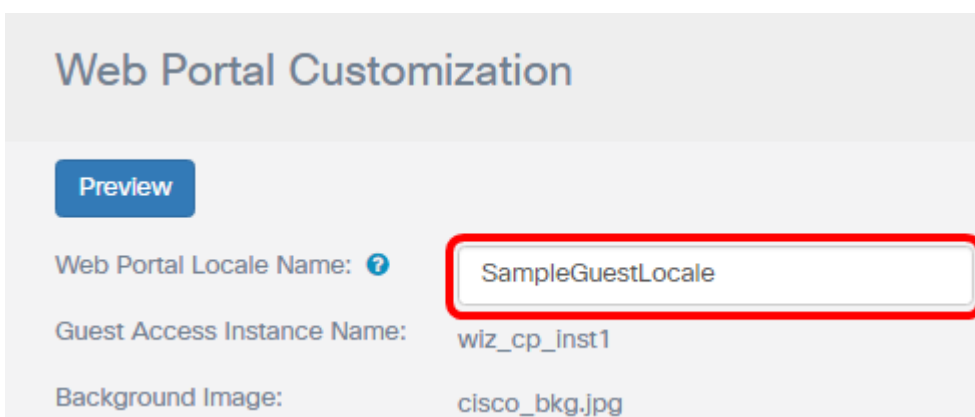 Web Portal Customization
Preview
Web Portal Locale Name: ? SampleGuestLocale
Guest Access Instance Name: wiz_cp_inst1
Background Image: cisco_bkg.jpg